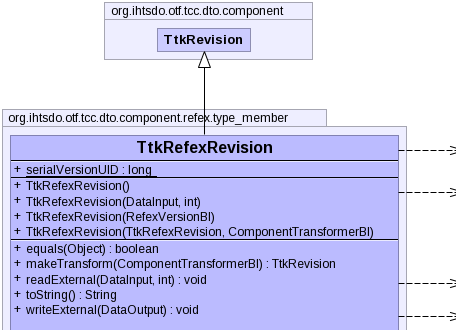 org.ihtsdo.otf.tcc.dto.component
TtkRevision
org.ihtsdo.otf.tcc.dto.component.refex.type_member
TtkRefexRevision
+ serialVersionUID : long
+ TtkRefexRevision()
+ TtkRefexRevision(DataInput, int)
+ TtkRefexRevision(RefexVersionBI)
+ TtkRefexRevision(TtkRefexRevision, ComponentTransformerBI)
+ equals(Object) : boolean
+ makeTransform(ComponentTransformerBI) : TtkRevision
+ readExternal(DataInput, int) : void
+ toString() : String
+ writeExternal(DataOutput) : void